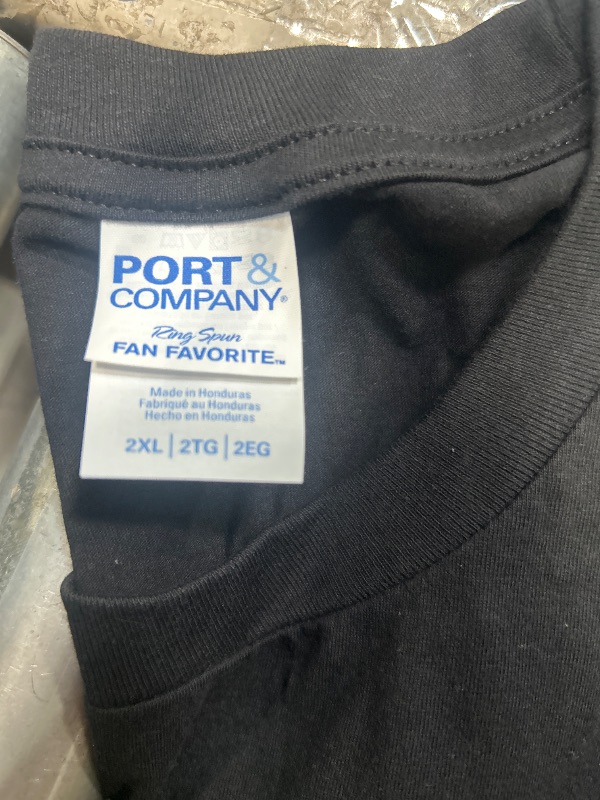 PORT &
COMPANY®
Ring Spun
FAN FAVORITE™
Made in Honduras
Fabriqué au Honduras
Hecho en Honduras
2XL | 2TG | 2EG